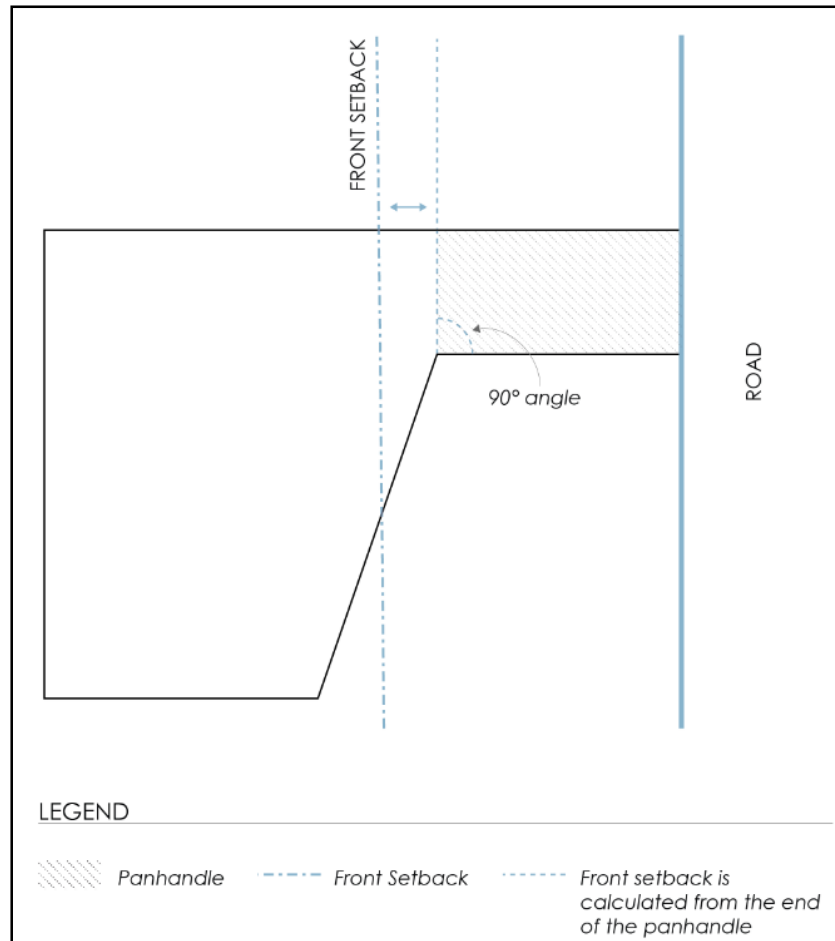 FRONT SETBACK
90° angle
ROAD
LEGEND
Panhandle
Front Setback
Front setback is
calculated from the end
of the panhandle